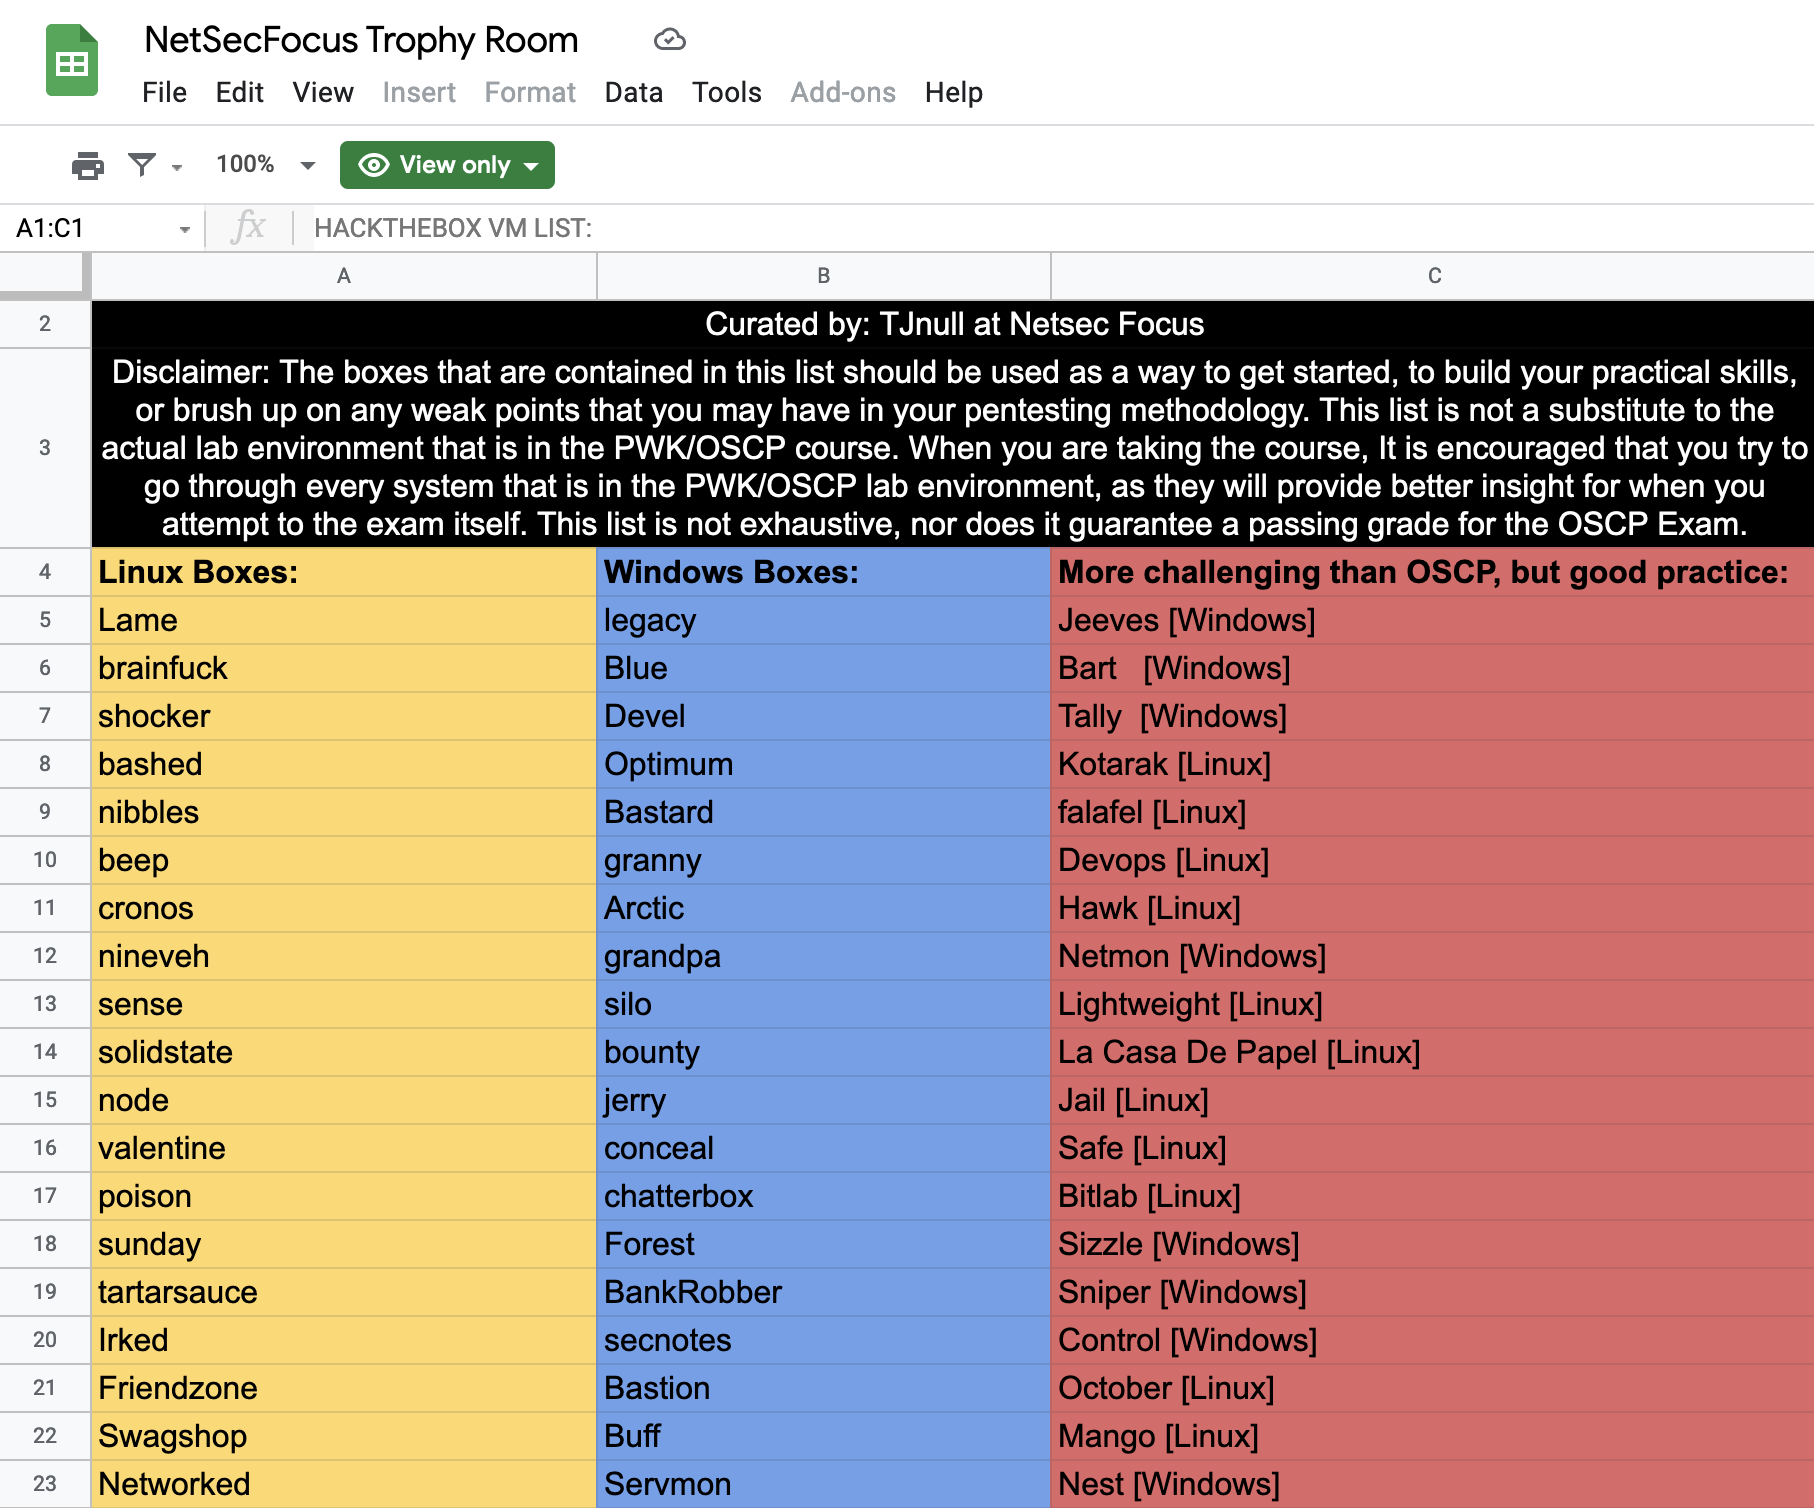 NetSecFocus Trophy Room
File Edit View Insert Format Data Tools Add-ons Help
100% View only
A1:C1 fx HACKTHEBOX VM LIST:
A B C
2 Curated by: TJnull at Netsec Focus
Disclaimer: The boxes that are contained in this list should be used as a way to get started, to build your practical skills,
or brush up on any weak points that you may have in your pentesting methodology. This list is not a substitute to the
3 actual lab environment that is in the PWK/OSCP course. When you are taking the course, It is encouraged that you try to
go through every system that is in the PWK/OSCP lab environment, as they will provide better insight for when you
attempt to the exam itself. This list is not exhaustive, nor does it guarantee a passing grade for the OSCP Exam.
4 Linux Boxes: Windows Boxes: More challenging than OSCP, but good practice:
5 Lame legacy Jeeves [Windows]
6 brainfuck Blue Bart [Windows]
7 shocker Devel Tally [Windows]
8 bashed Optimum Kotarak [Linux]
9 nibbles Bastard falafel [Linux]
10 beep granny Devops [Linux]
11 cronos Arctic Hawk [Linux]
12 nineveh grandpa Netmon [Windows]
13 sense silo Lightweight [Linux]
14 solidstate bounty La Casa De Papel [Linux]
15 node jerry Jail [Linux]
16 valentine conceal Safe [Linux]
17 poison chatterbox Bitlab [Linux]
18 sunday Forest Sizzle [Windows]
19 tartarsauce BankRobber Sniper [Windows]
20 Irked secnotes Control [Windows]
21 Friendzone Bastion October [Linux]
22 Swagshop Buff Mango [Linux]
23 Networked Servmon Nest [Windows]